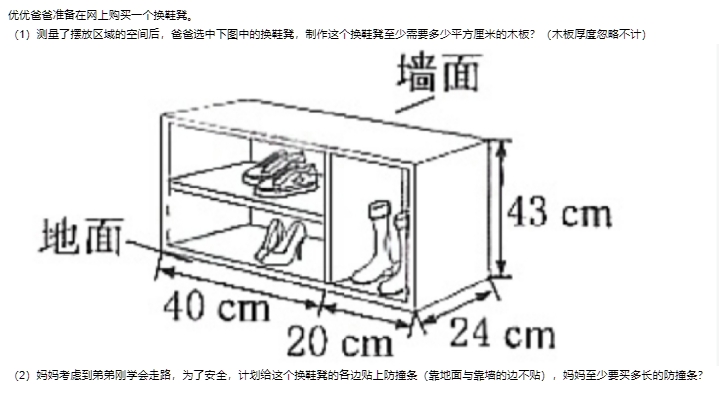 优优爸爸准备在网上购买一个换鞋凳。
（1）测量了摆放区域的空间后，爸爸选中下图中的换鞋凳，制作这个换鞋凳至少需要多少平方厘米的木板？（木板厚度忽略不计）
墙面
43 cm
地面
40 cm
20 cm
24 cm
（2）妈妈考虑到弟弟刚学会走路，为了安全，计划给这个换鞋凳的各边贴上防撞条（靠地面与靠墙的边不贴），妈妈至少要买多长的防撞条？